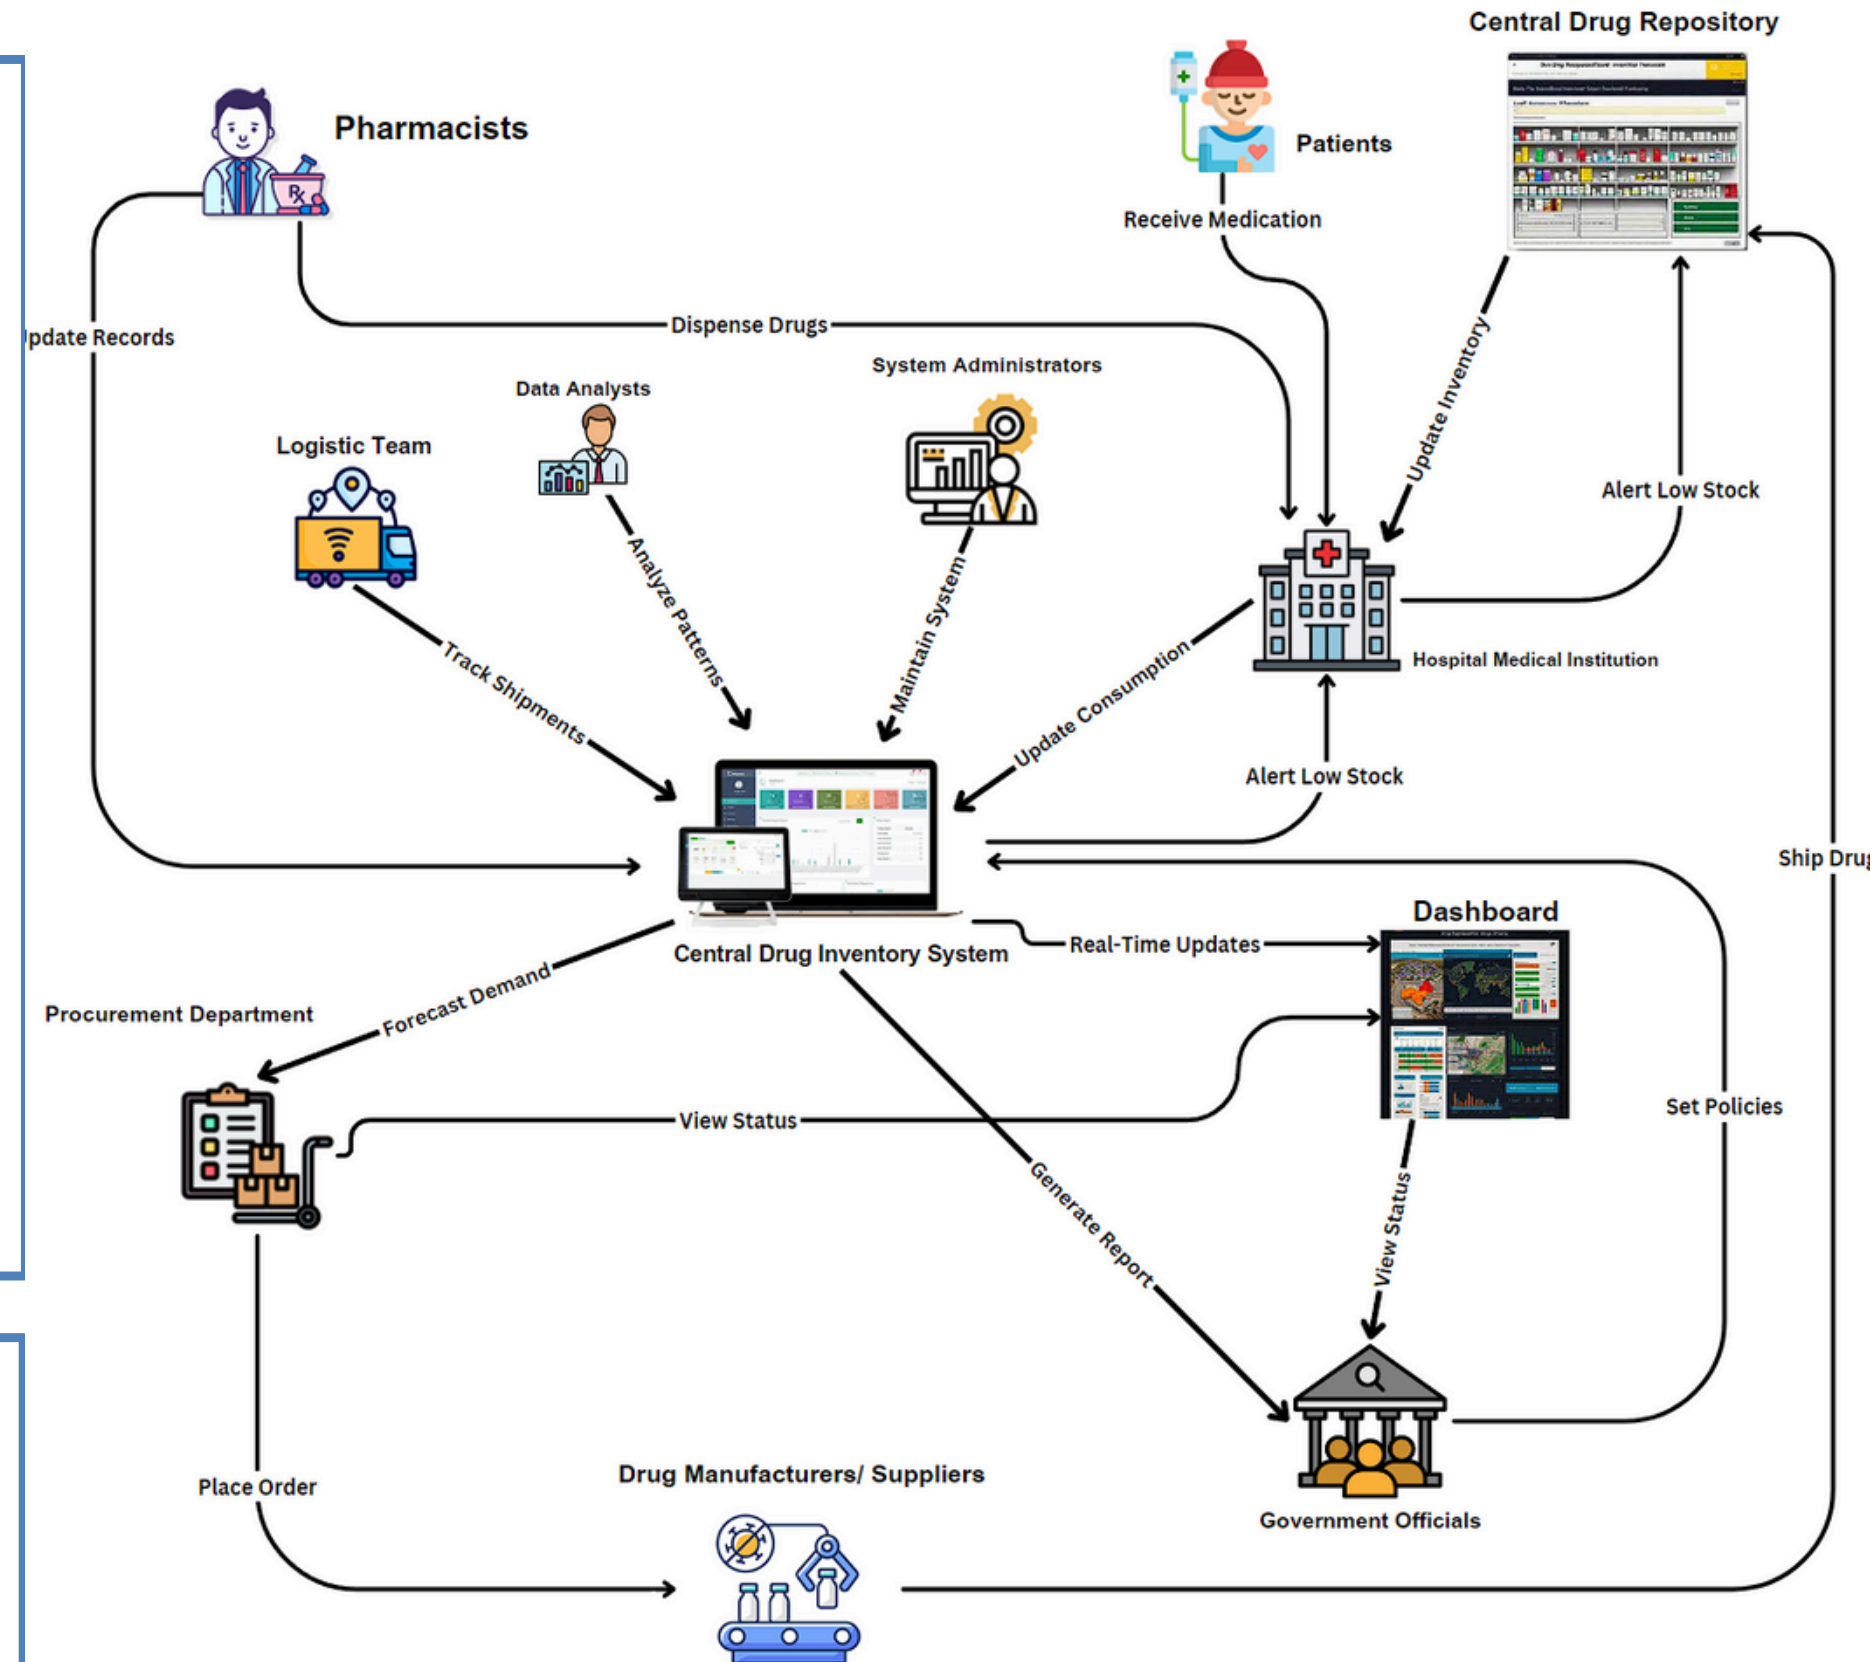 Central Drug Repository
Pharmacists
Patients
Receive Medication
Dispense Drugs
pdate Records
System Administrators
Data Analysts
Logistic Team
Update Inventory
Alert Low Stock
Analyze Patterns
Maintain System
Track Shipments
Update Consumption
Hospital Medical Institution
Alert Low Stock
Ship Drug
Dashboard
Real-Time Updates
Central Drug Inventory System
Forecast Demand
Procurement Department
View Status
Set Policies
Generate Report
View Status
Place Order
Drug Manufacturers/ Suppliers
Government Officials
Rx